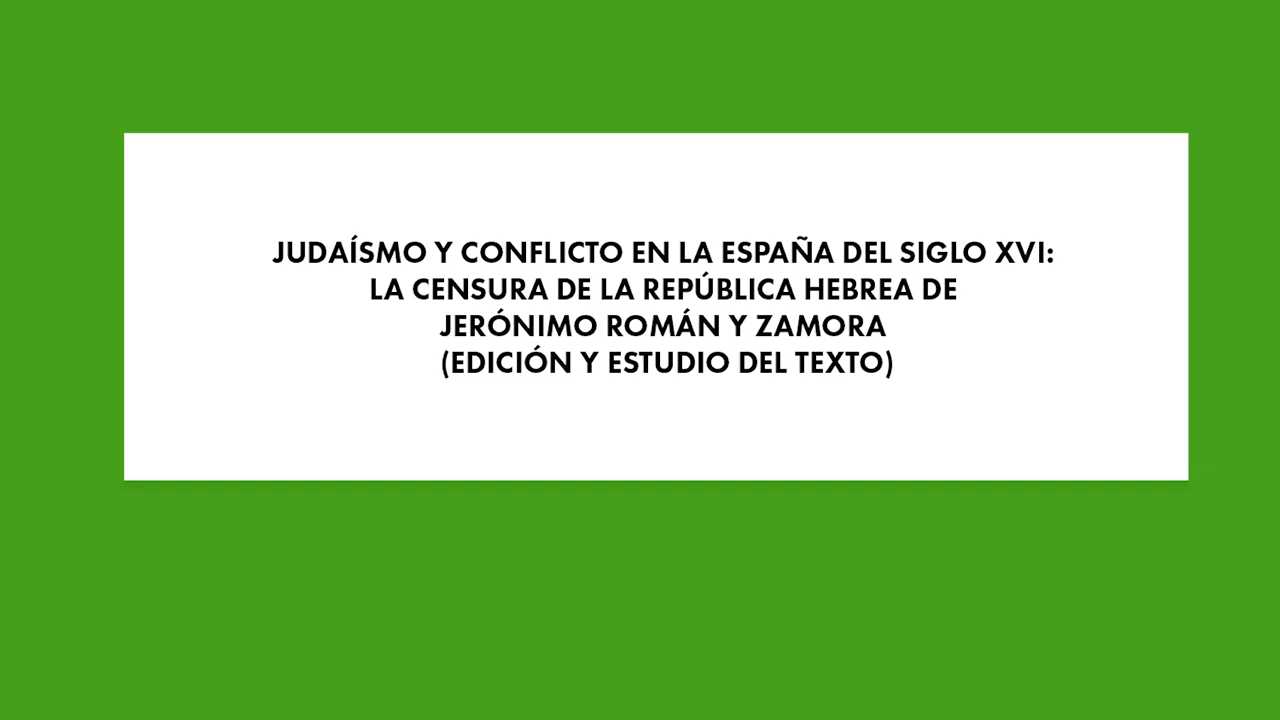 JUDAÍSMO Y CONFLICTO EN LA ESPAÑA DEL SIGLO XVI:
LA CENSURA DE LA REPÚBLICA HEBREA DE
JERÓNIMO ROMÁN Y ZAMORA
(EDICIÓN Y ESTUDIO DEL TEXTO)